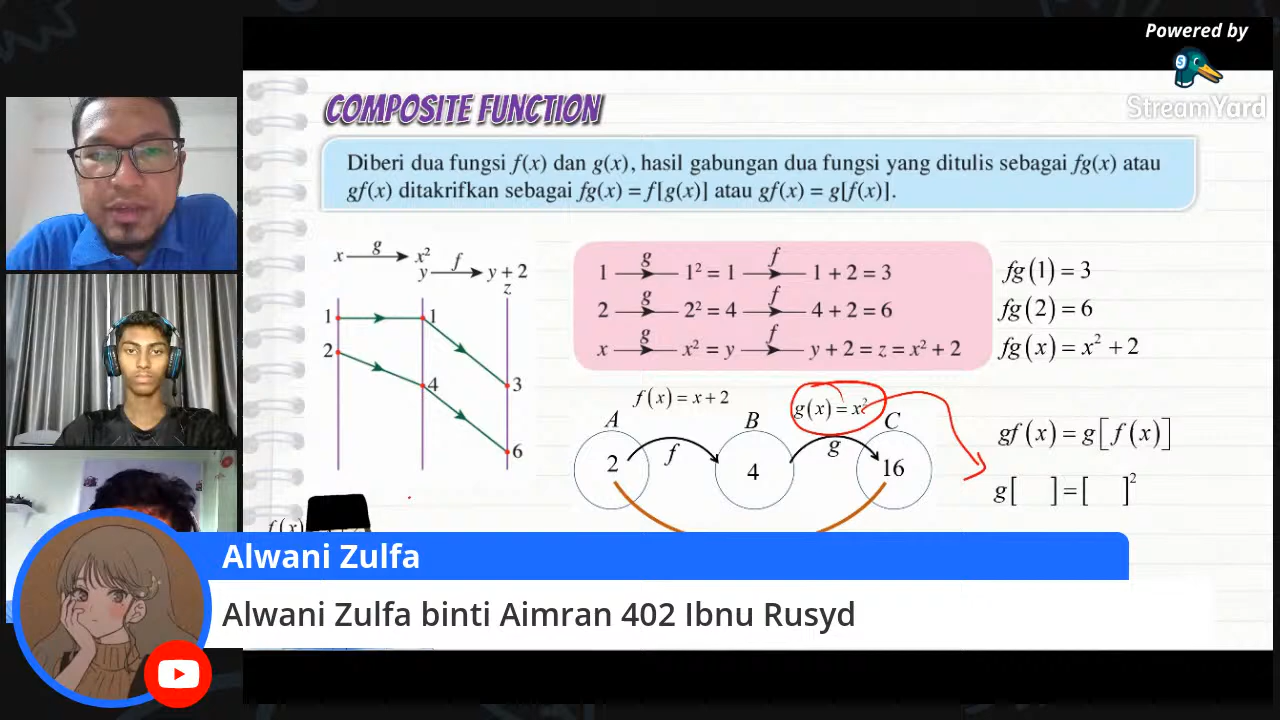 Powered by
S
StreamYard
COMPOSITE FUNCTION
Diberi dua fungsi f(x) dan g(x), hasil gabungan dua fungsi yang ditulis sebagai fg(x) atau
gf(x) ditakrifkan sebagai fg(x) = f[g(x)] atau gf(x) = g[f(x)].
x g x² f
y y + 2
z
1 1
2
4 3
6
1 g 1² = 1 f 1 + 2 = 3
2 g 2² = 4 f 4 + 2 = 6
x g x² = y f y + 2 = z = x² + 2
fg(1) = 3
fg(2) = 6
fg(x) = x² + 2
f(x) = x + 2 g(x) = x²
A B C
2 f 4 g 16
gf(x) = g[f(x)]
g[ ] = [ ]²
f(x)
Alwani Zulfa
Alwani Zulfa binti Aimran 402 Ibnu Rusyd